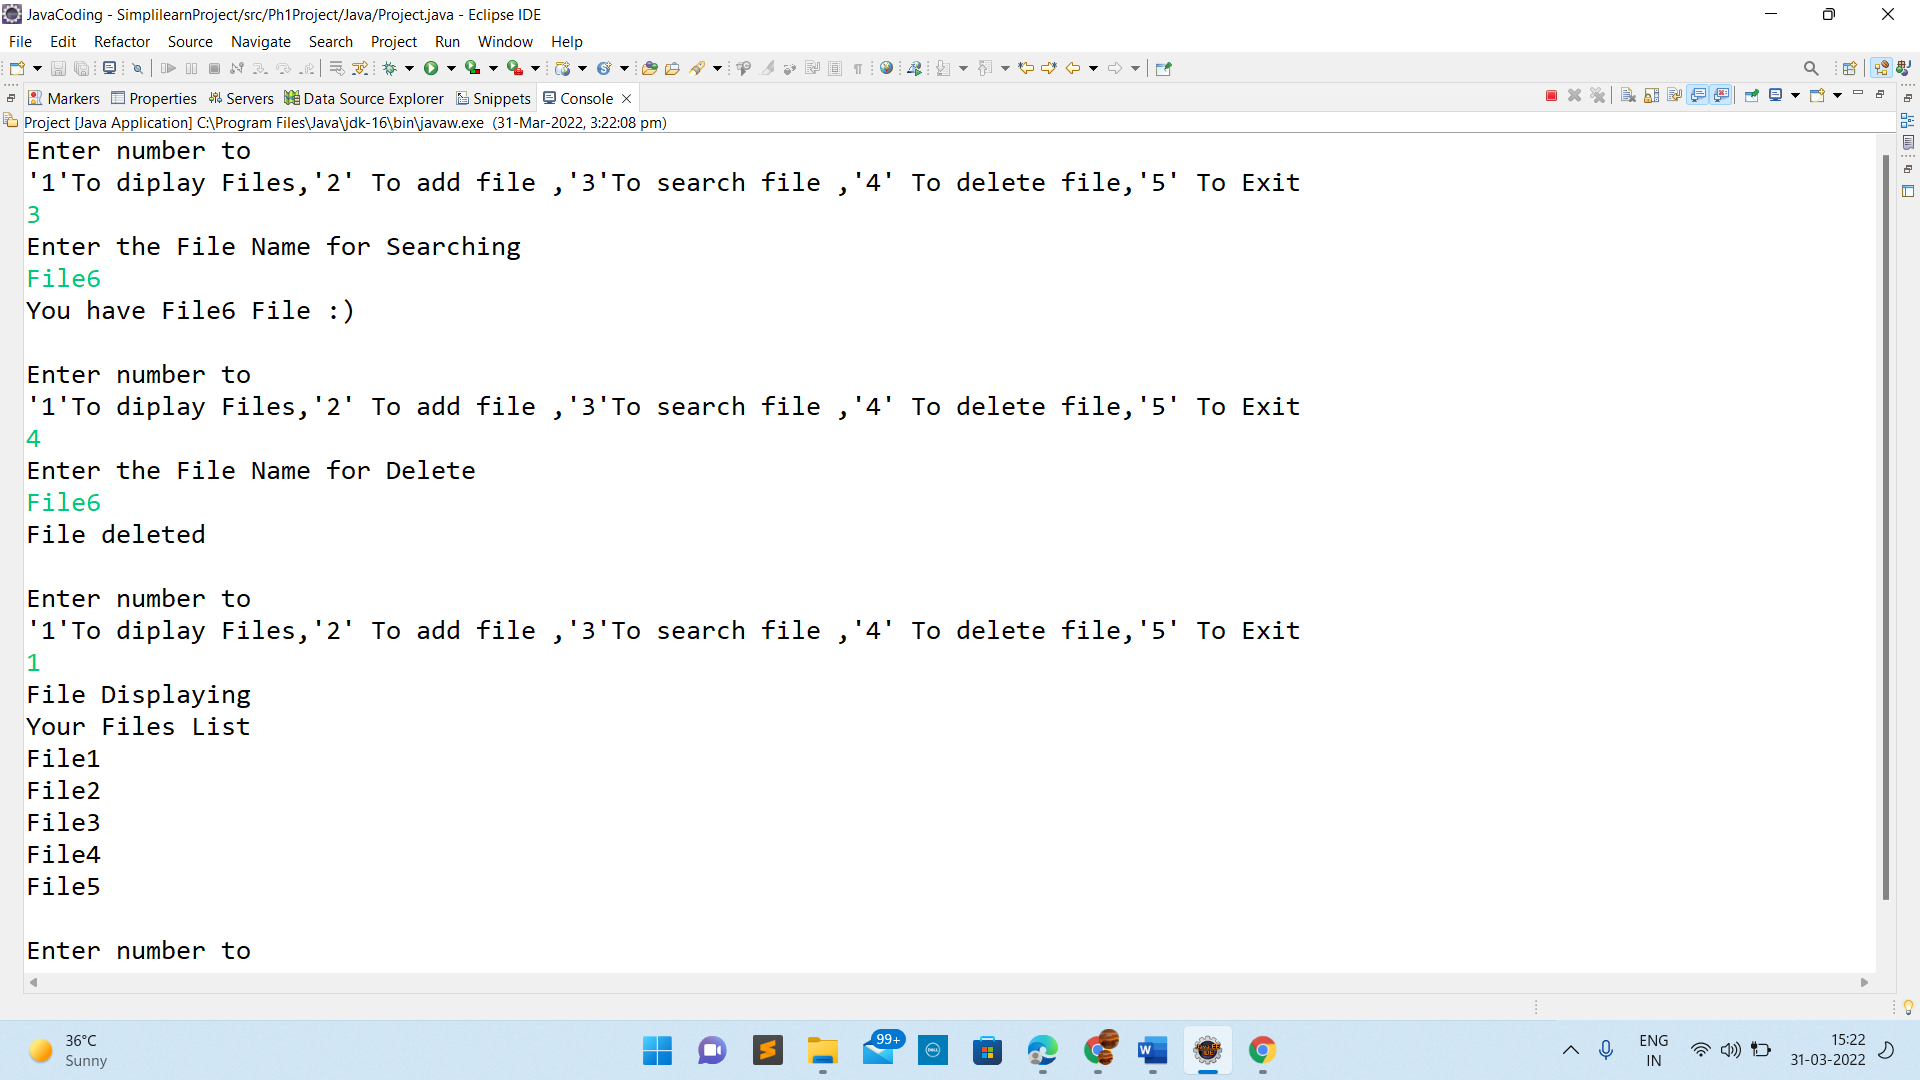 JavaCoding - SimplilearnProject/src/Ph1Project/Java/Project.java - Eclipse IDE
File Edit Refactor Source Navigate Search Project Run Window Help
Markers Properties Servers Data Source Explorer Snippets Console
Project [Java Application] C:\Program Files\Java\jdk-16\bin\javaw.exe (31-Mar-2022, 3:22:08 pm)
Enter number to
'1'To diplay Files,'2' To add file ,'3'To search file ,'4' To delete file,'5' To Exit
3
Enter the File Name for Searching
File6
You have File6 File :)
Enter number to
'1'To diplay Files,'2' To add file ,'3'To search file ,'4' To delete file,'5' To Exit
4
Enter the File Name for Delete
File6
File deleted
Enter number to
'1'To diplay Files,'2' To add file ,'3'To search file ,'4' To delete file,'5' To Exit
1
File Displaying
Your Files List
File1
File2
File3
File4
File5
Enter number to
36°C
Sunny
99+
ENG
IN
15:22
31-03-2022